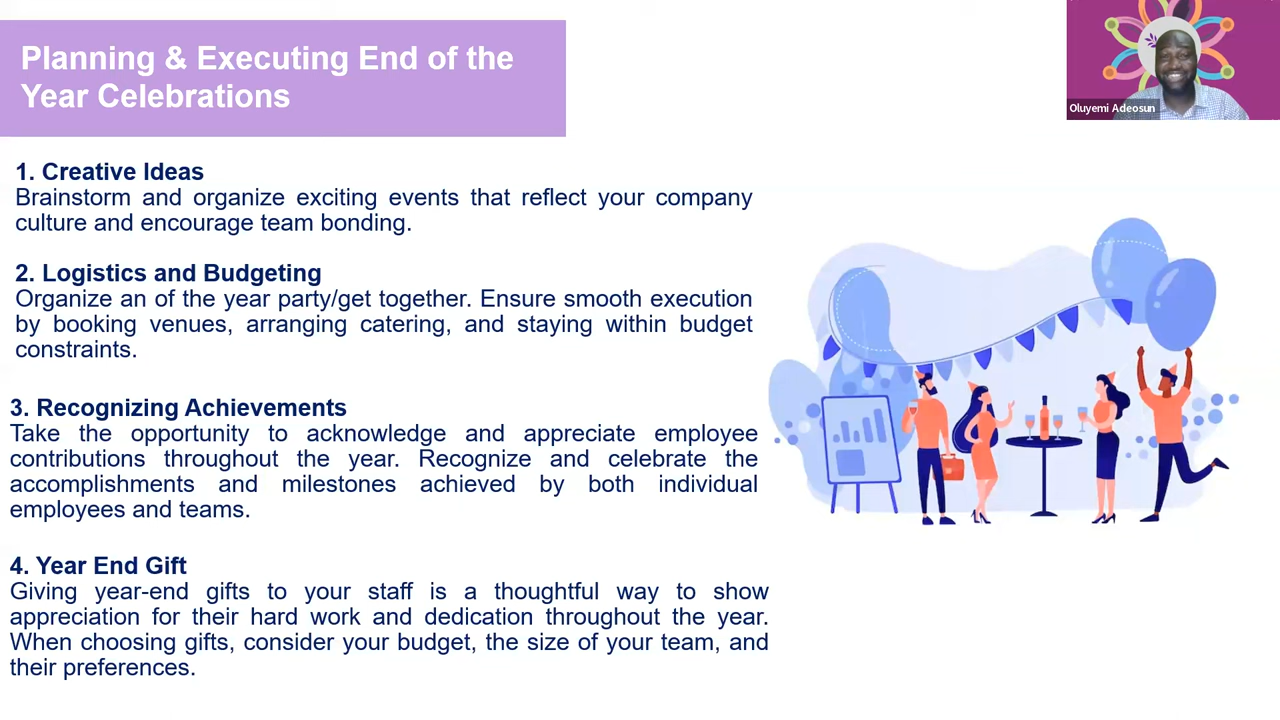 Planning & Executing End of the
Year Celebrations
Oluyemi Adeosun
1. Creative Ideas
Brainstorm and organize exciting events that reflect your company
culture and encourage team bonding.
2. Logistics and Budgeting
Organize an of the year party/get together. Ensure smooth execution
by booking venues, arranging catering, and staying within budget
constraints.
3. Recognizing Achievements
Take the opportunity to acknowledge and appreciate employee
contributions throughout the year. Recognize and celebrate the
accomplishments and milestones achieved by both individual
employees and teams.
4. Year End Gift
Giving year-end gifts to your staff is a thoughtful way to show
appreciation for their hard work and dedication throughout the year.
When choosing gifts, consider your budget, the size of your team, and
their preferences.